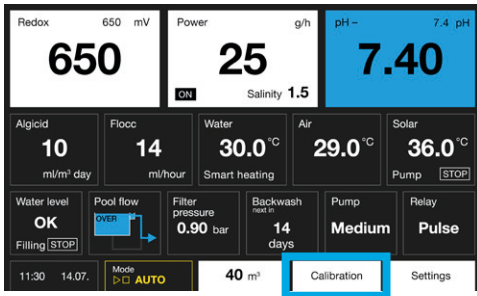 Redox 650 mV
650
Power g/h
25
ON Salinity 1.5
pH – 7.4 pH
7.40
Algicid
10
ml/m³ day
Flocc
14
ml/hour
Water
30.0°C
Smart heating
Air
29.0°C
Solar
36.0°C
Pump STOP
Water level
OK
Filling STOP
Pool flow
OVER
Filter
pressure
0.90 bar
Backwash
next in
14
days
Pump
Medium
Relay
Pulse
11:30 14.07.
Mode
AUTO
40 m³
Calibration
Settings